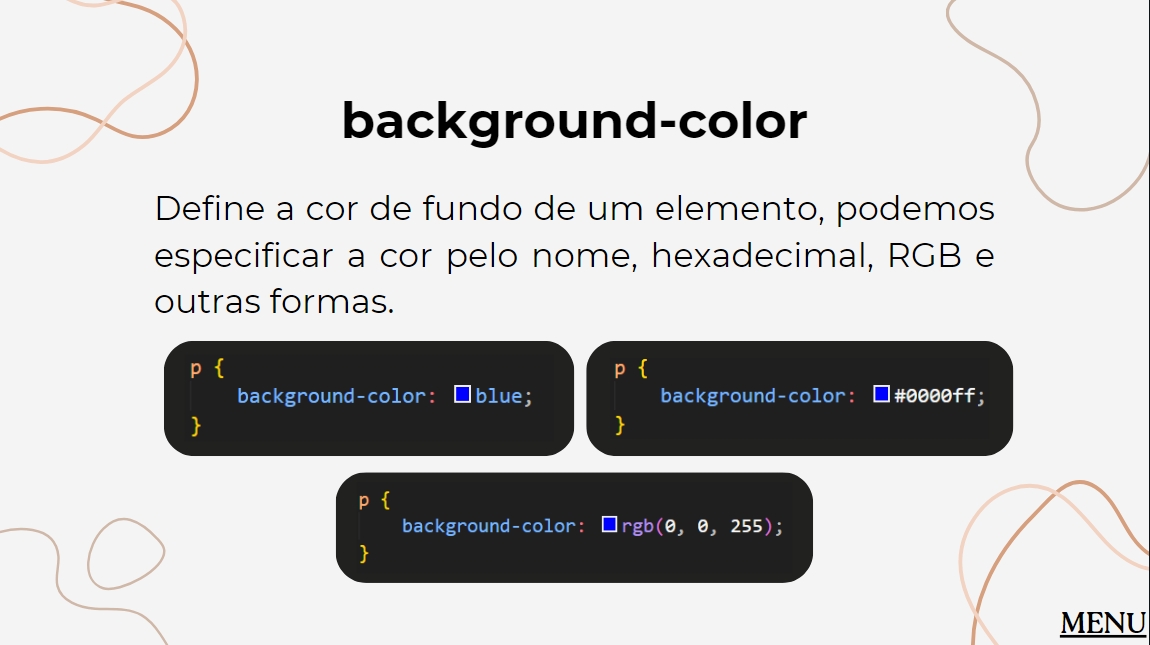 background-color
Define a cor de fundo de um elemento, podemos
especificar a cor pelo nome, hexadecimal, RGB e
outras formas.
p {
background-color: blue;
}
p {
background-color: #0000ff;
}
p {
background-color: rgb(0, 0, 255);
}
MENU